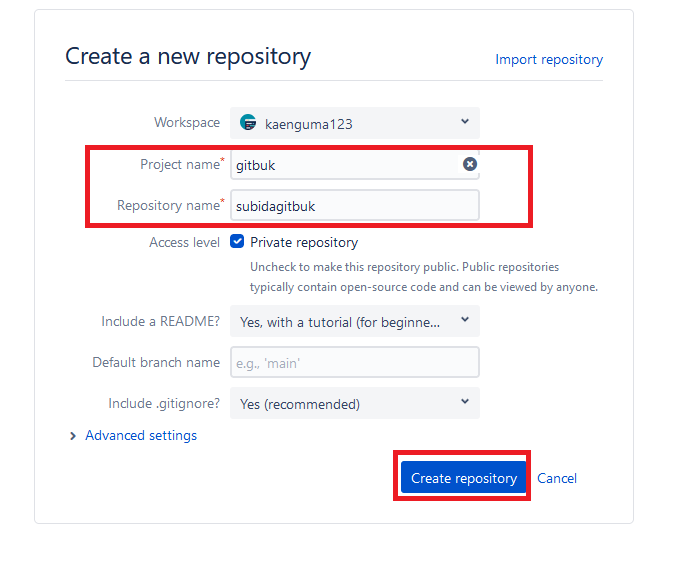 Create a new repository
Import repository
Workspace kaenguma123
Project name* gitbuk
Repository name* subidagitbuk
Access level Private repository
Uncheck to make this repository public. Public repositories
typically contain open-source code and can be viewed by anyone.
Include a README? Yes, with a tutorial (for beginne...
Default branch name e.g., 'main'
Include .gitignore? Yes (recommended)
Advanced settings
Create repository Cancel